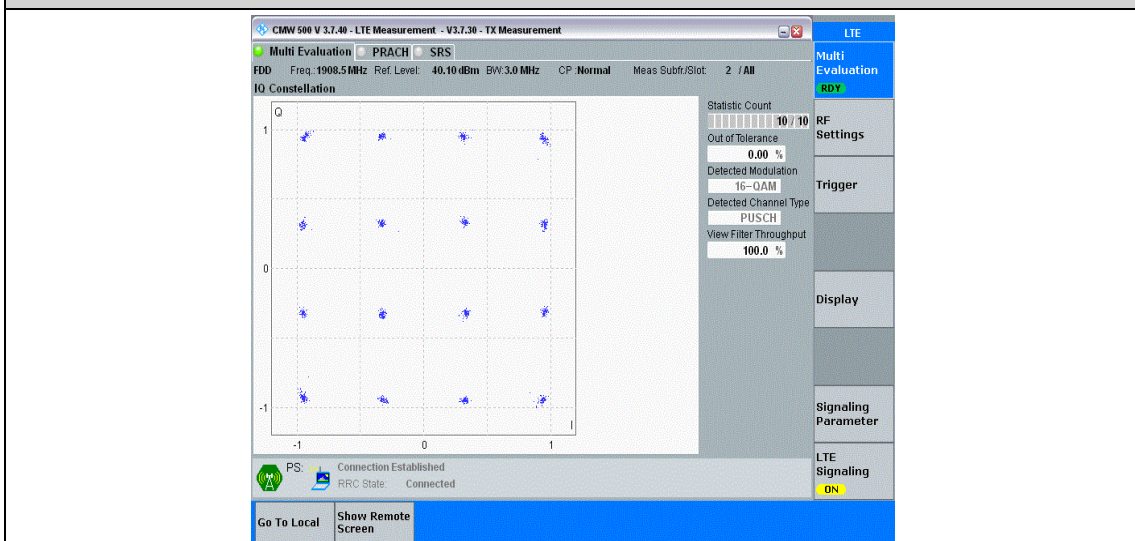 CMW 500 V 3.7.40 - LTE Measurement - V3.7.30 - TX Measurement
LTE
Multi Evaluation PRACH SRS
FDD Freq.:1908.5 MHz Ref. Level: 40.10 dBm BW:3.0 MHz CP :Normal Meas Subfr./Slot: 2 / All
IQ Constellation
Q
1
0
-1
I
-1 0 1
Statistic Count
10 / 10
Out of Tolerance
0.00 %
Detected Modulation
16-QAM
Detected Channel Type
PUSCH
View Filter Throughput
100.0 %
Multi
Evaluation
RDY
RF
Settings
Trigger
Display
Signaling
Parameter
LTE
Signaling
ON
PS: Connection Established
RRC State: Connected
Go To Local
Show Remote
Screen